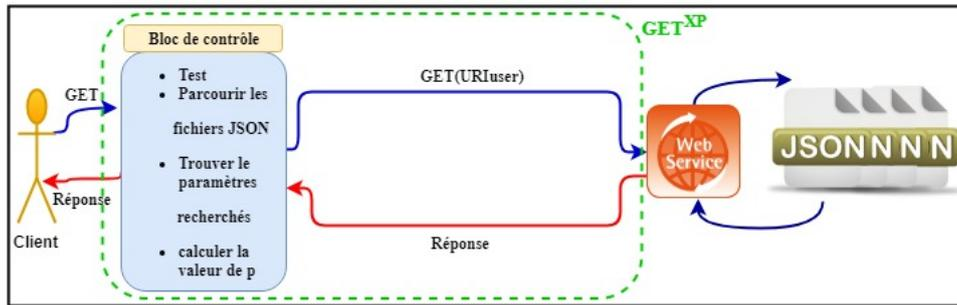 Bloc de contrôle
GET^XP
GET
• Test
• Parcourir les
fichiers JSON
• Trouver le
paramètres
recherchés
• calculer la
valeur de p
GET(URIuser)
Web
Service
JSON N N N
Réponse
Réponse
Client